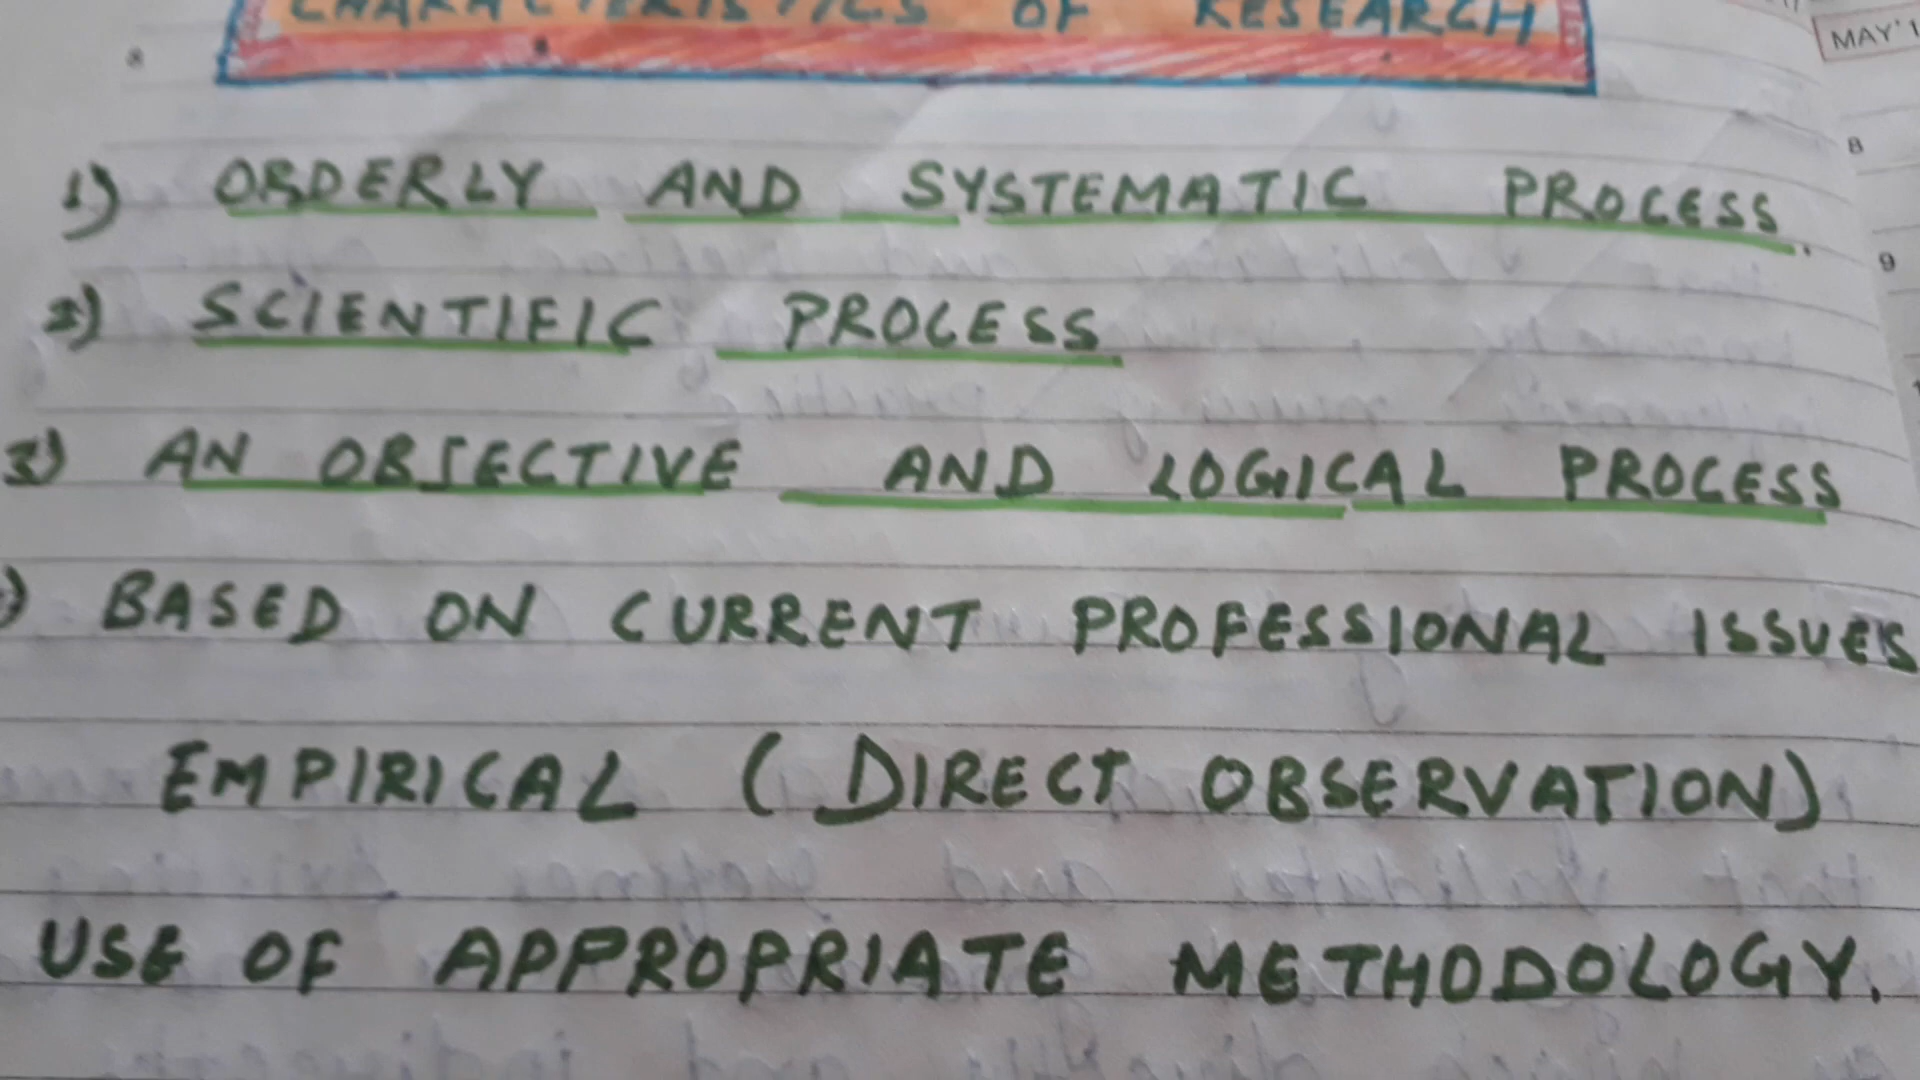 CHARACTERISTICS OF RESEARCH
MAY'1
1) ORDERLY AND SYSTEMATIC PROCESS.
8
2) SCIENTIFIC PROCESS
9
3) AN OBJECTIVE AND LOGICAL PROCESS
) BASED ON CURRENT PROFESSIONAL ISSUES
EMPIRICAL (DIRECT OBSERVATION)
USE OF APPROPRIATE METHODOLOGY.